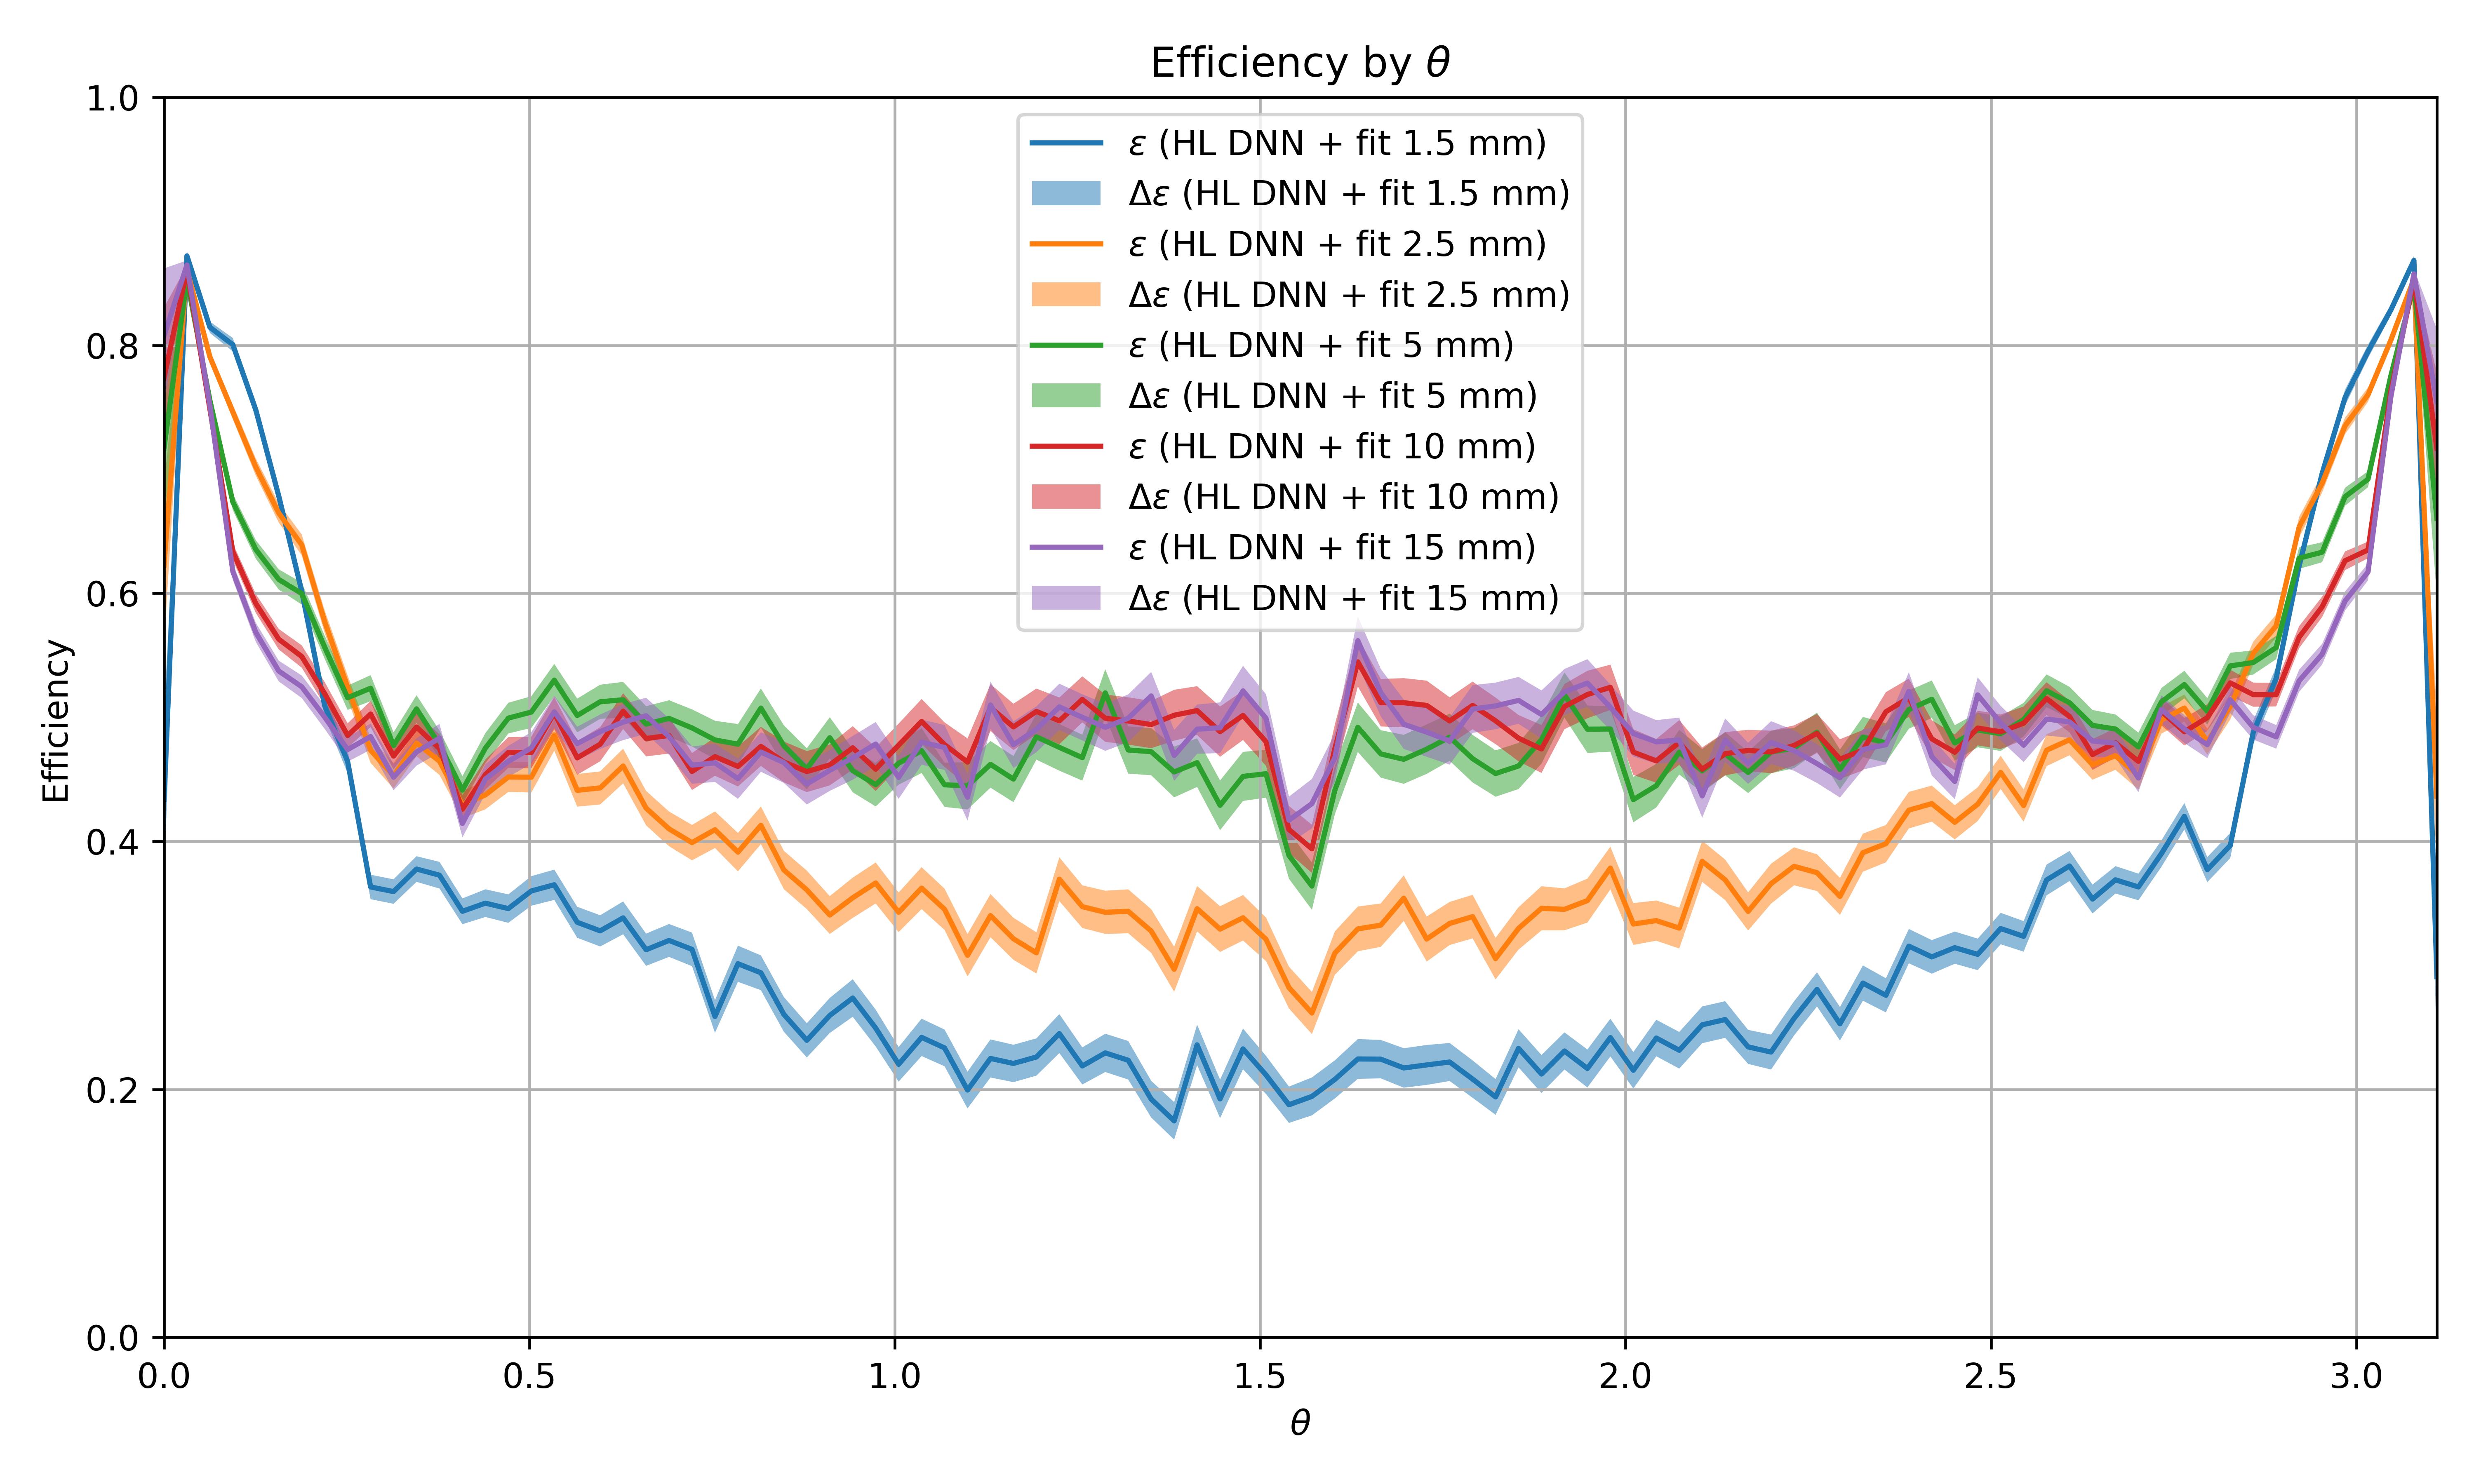 Efficiency by θ
1.0
0.8
0.6
0.4
0.2
0.0
Efficiency
ε (HL DNN + fit 1.5 mm)
Δε (HL DNN + fit 1.5 mm)
ε (HL DNN + fit 2.5 mm)
Δε (HL DNN + fit 2.5 mm)
ε (HL DNN + fit 5 mm)
Δε (HL DNN + fit 5 mm)
ε (HL DNN + fit 10 mm)
Δε (HL DNN + fit 10 mm)
ε (HL DNN + fit 15 mm)
Δε (HL DNN + fit 15 mm)
0.0 0.5 1.0 1.5 2.0 2.5 3.0
θ